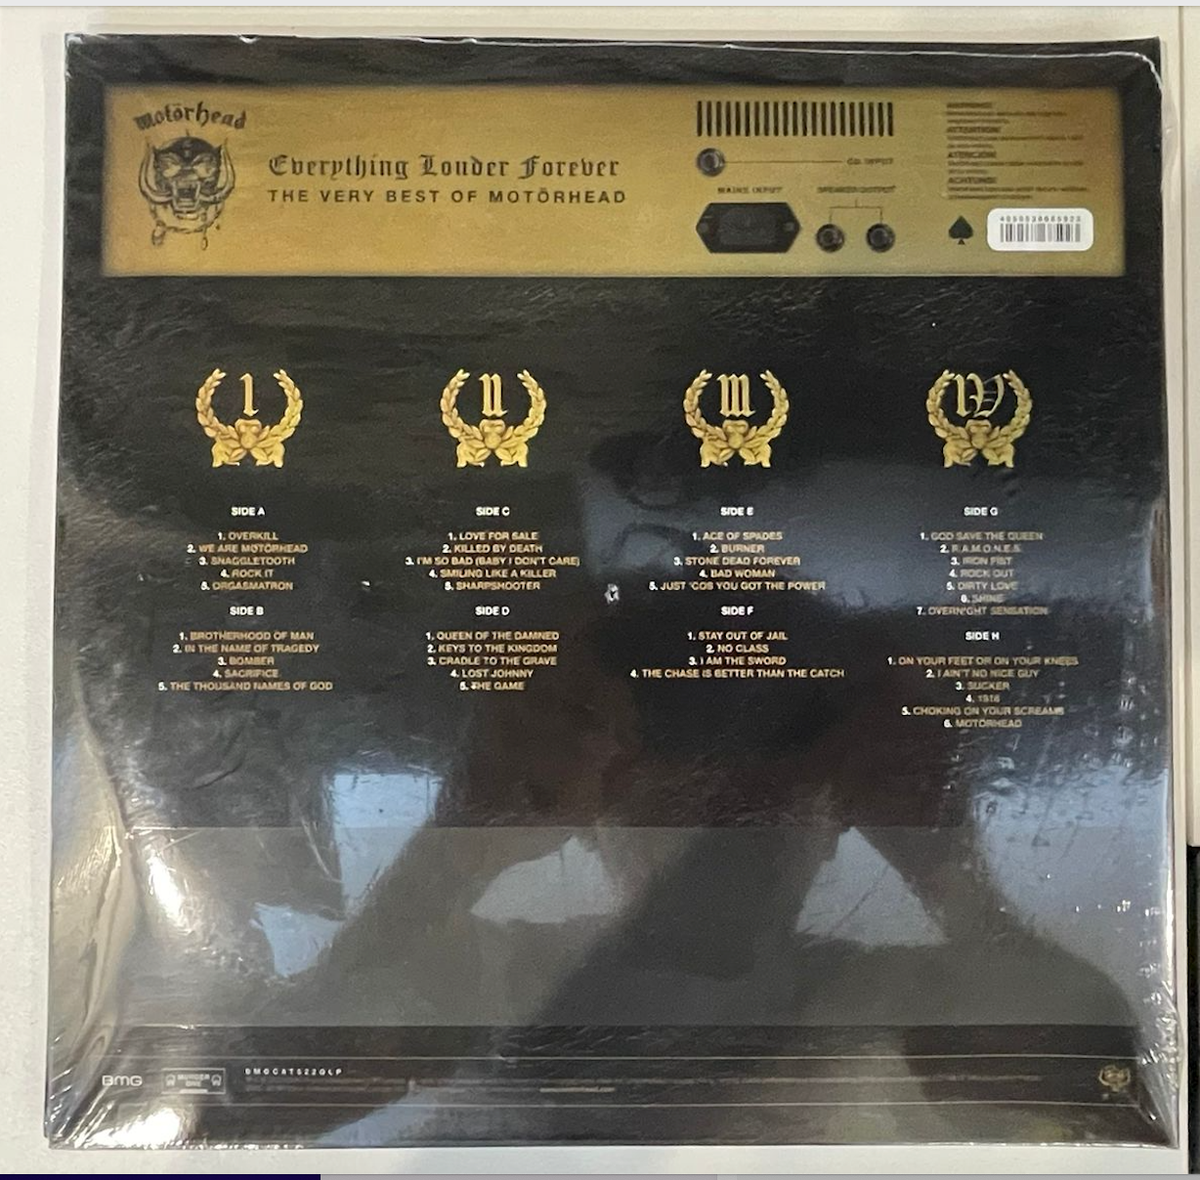 Motörhead
Everything Louder Forever
THE VERY BEST OF MOTÖRHEAD
CD INPUT
MAINS INPUT
SPEAKER OUTPUT
WARNING!
ATTENTION!
ATENCION!
ACHTUNG!
I
SIDE A
1. OVERKILL
2. WE ARE MOTÖRHEAD
3. SNAGGLETOOTH
4. ROCK IT
5. ORGASMATRON
SIDE B
1. BROTHERHOOD OF MAN
2. IN THE NAME OF TRAGEDY
3. BOMBER
4. SACRIFICE
5. THE THOUSAND NAMES OF GOD
II
SIDE C
1. LOVE FOR SALE
2. KILLED BY DEATH
3. I'M SO BAD (BABY I DON'T CARE)
4. SMILING LIKE A KILLER
5. SHARPSHOOTER
SIDE D
1. QUEEN OF THE DAMNED
2. KEYS TO THE KINGDOM
3. CRADLE TO THE GRAVE
4. LOST JOHNNY
5. THE GAME
III
SIDE E
1. ACE OF SPADES
2. BURNER
3. STONE DEAD FOREVER
4. BAD WOMAN
5. JUST 'COS YOU GOT THE POWER
SIDE F
1. STAY OUT OF JAIL
2. NO CLASS
3. I AM THE SWORD
4. THE CHASE IS BETTER THAN THE CATCH
IV
SIDE G
1. GOD SAVE THE QUEEN
2. R.A.M.O.N.E.S.
3. IRON FIST
4. ROCK OUT
5. DIRTY LOVE
6. SHINE
7. OVERNIGHT SENSATION
SIDE H
1. ON YOUR FEET OR ON YOUR KNEES
2. I AIN'T NO NICE GUY
3. SUCKER
4. 1916
5. CHOKING ON YOUR SCREAMS
6. MOTÖRHEAD
BMG
MURDER
ONE
BMGCAT522QLP